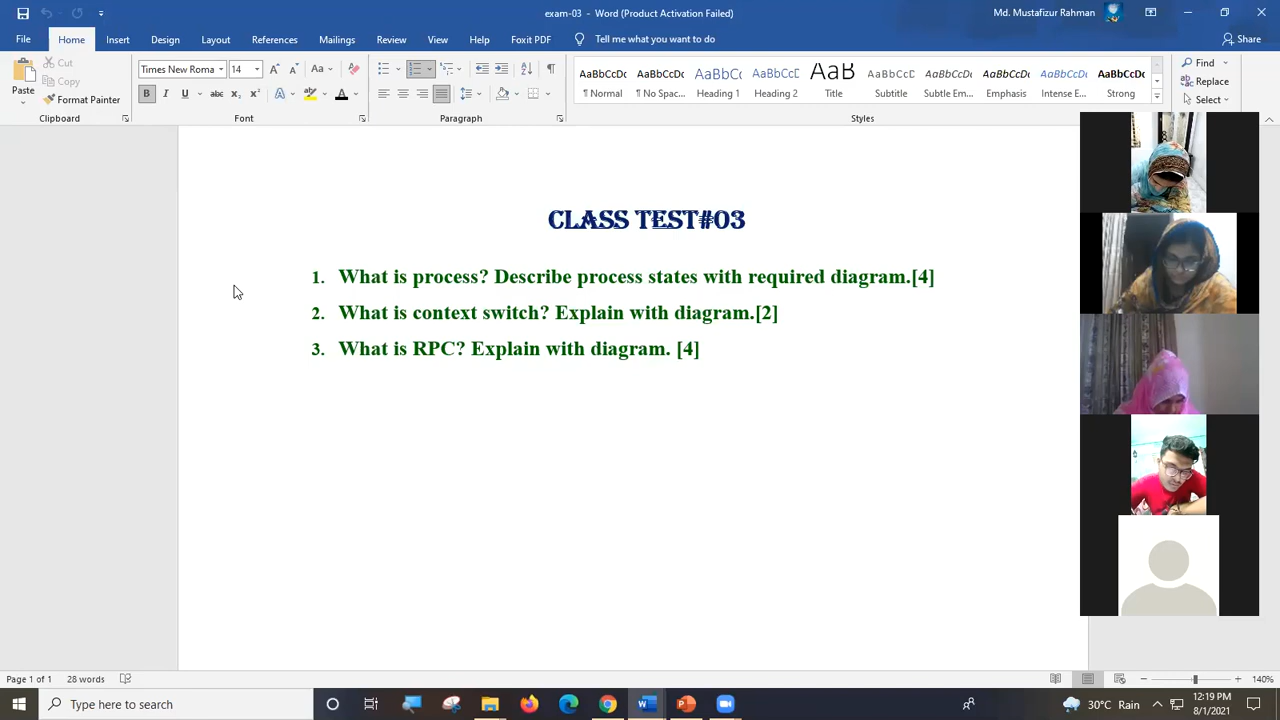 exam-03 - Word (Product Activation Failed)
Md. Mustafizur Rahman
File Home Insert Design Layout References Mailings Review View Help Foxit PDF Tell me what you want to do Share
Paste
Cut
Copy
Format Painter
Clipboard
Times New Roma 14
Font
Paragraph
AaBbCcDc AaBbCcDc AaBbC( AaBbCcE AaB AaBbCcD AaBbCcDi AaBbCcDi AaBbCcDi AaBbCcDc
¶ Normal ¶ No Spac... Heading 1 Heading 2 Title Subtitle Subtle Em... Emphasis Intense E... Strong
Styles
Find
Replace
Select
CLASS TEST#03
1. What is process? Describe process states with required diagram.[4]
2. What is context switch? Explain with diagram.[2]
3. What is RPC? Explain with diagram. [4]
Page 1 of 1 28 words
140%
Type here to search
30°C Rain
12:19 PM
8/1/2021